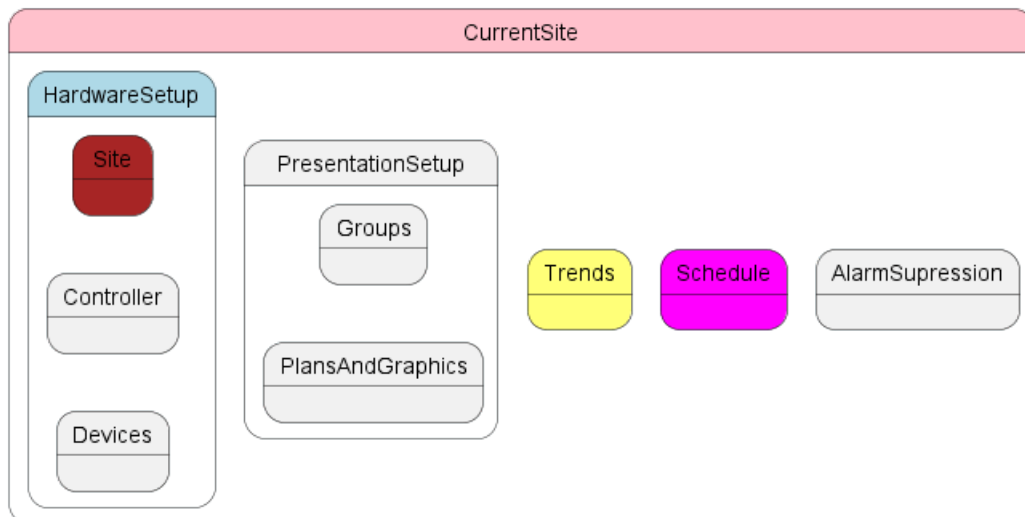 CurrentSite
HardwareSetup
Site
Controller
Devices
PresentationSetup
Groups
PlansAndGraphics
Trends
Schedule
AlarmSupression